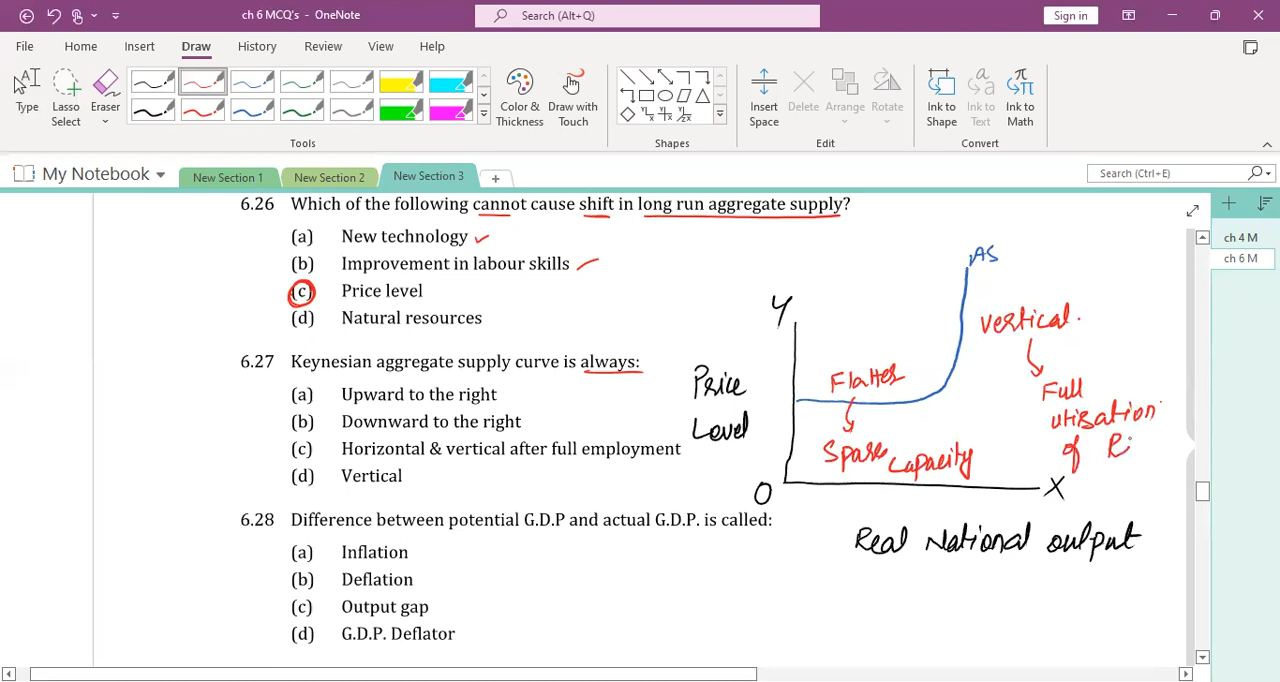 ch 6 MCQ's - OneNote
Search (Alt+Q)
Sign in
File Home Insert Draw History Review View Help
Type
Lasso Select
Eraser
Color & Thickness
Draw with Touch
Insert Space
Delete
Arrange
Rotate
Ink to Shape
Ink to Text
Ink to Math
Tools
Shapes
Edit
Convert
My Notebook
New Section 1
New Section 2
New Section 3
Search (Ctrl+E)
ch 4 M
ch 6 M
6.26 Which of the following cannot cause shift in long run aggregate supply?
(a) New technology
(b) Improvement in labour skills
(c) Price level
(d) Natural resources
6.27 Keynesian aggregate supply curve is always:
(a) Upward to the right
(b) Downward to the right
(c) Horizontal & vertical after full employment
(d) Vertical
6.28 Difference between potential G.D.P and actual G.D.P. is called:
(a) Inflation
(b) Deflation
(c) Output gap
(d) G.D.P. Deflator
Y
AS
Price
Level
Flatter
Spare capacity
vertical.
Full
utisation
of R
O
X
Real National output